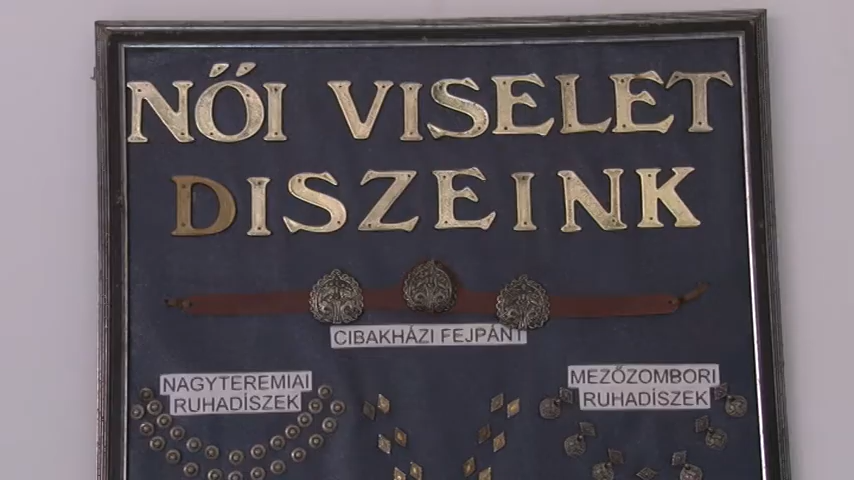 NŐI VISELET
DISZEINK
CIBAKHÁZI FEJPÁNT
NAGYTEREMIAI
RUHADÍSZEK
MEZŐZOMBORI
RUHADÍSZEK